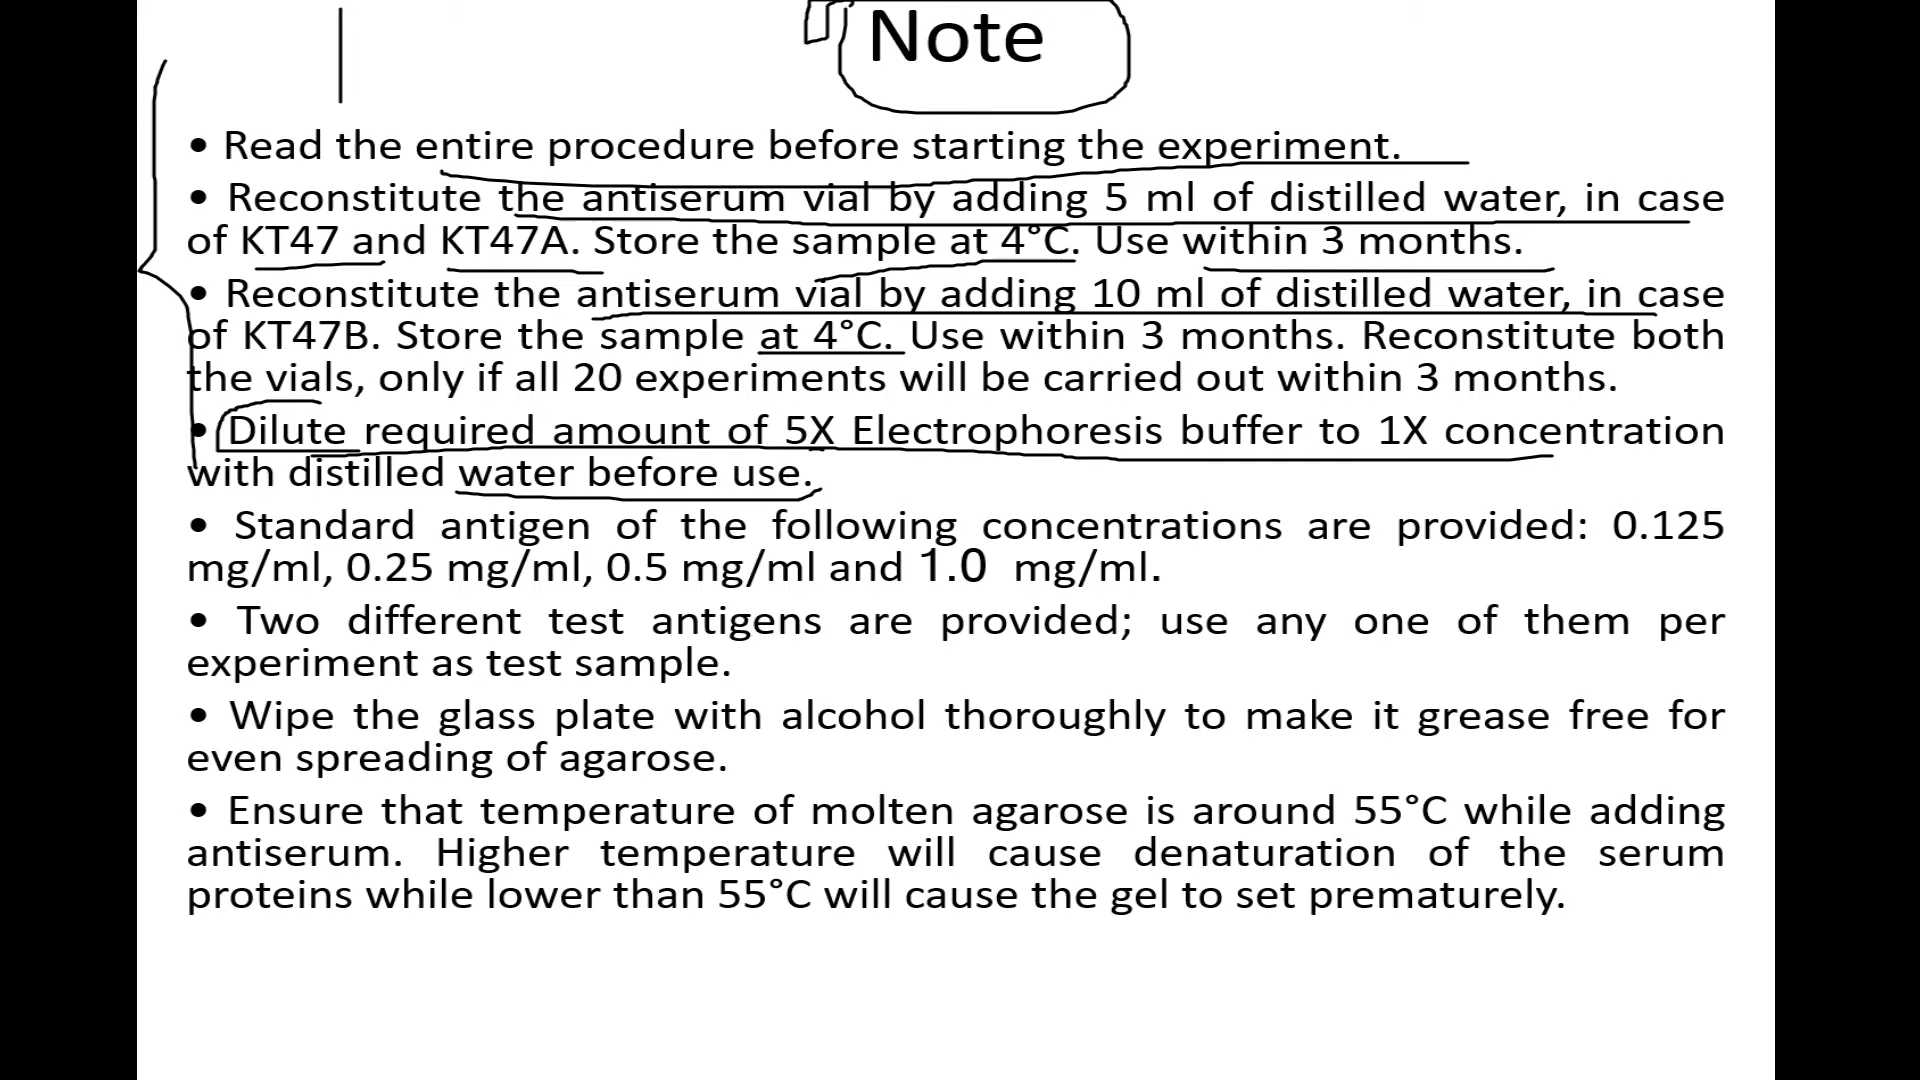 Note
• Read the entire procedure before starting the experiment.
• Reconstitute the antiserum vial by adding 5 ml of distilled water, in case
of KT47 and KT47A. Store the sample at 4°C. Use within 3 months.
• Reconstitute the antiserum vial by adding 10 ml of distilled water, in case
of KT47B. Store the sample at 4°C. Use within 3 months. Reconstitute both
the vials, only if all 20 experiments will be carried out within 3 months.
• Dilute required amount of 5X Electrophoresis buffer to 1X concentration
with distilled water before use.
• Standard antigen of the following concentrations are provided: 0.125
mg/ml, 0.25 mg/ml, 0.5 mg/ml and 1.0 mg/ml.
• Two different test antigens are provided; use any one of them per
experiment as test sample.
• Wipe the glass plate with alcohol thoroughly to make it grease free for
even spreading of agarose.
• Ensure that temperature of molten agarose is around 55°C while adding
antiserum. Higher temperature will cause denaturation of the serum
proteins while lower than 55°C will cause the gel to set prematurely.